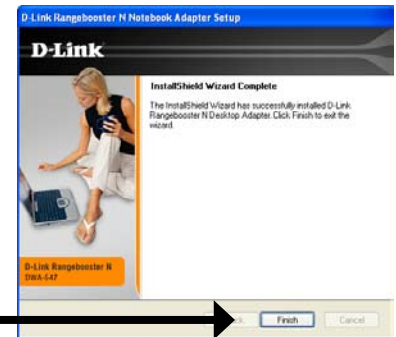 D-Link Rangebooster N Notebook Adapter Setup
D-Link
InstallShield Wizard Complete
The InstallShield Wizard has successfully installed D-Link
Rangebooster N Desktop Adapter. Click Finish to exit the
wizard.
D-Link Rangebooster N
DWA-547
Finish
Cancel